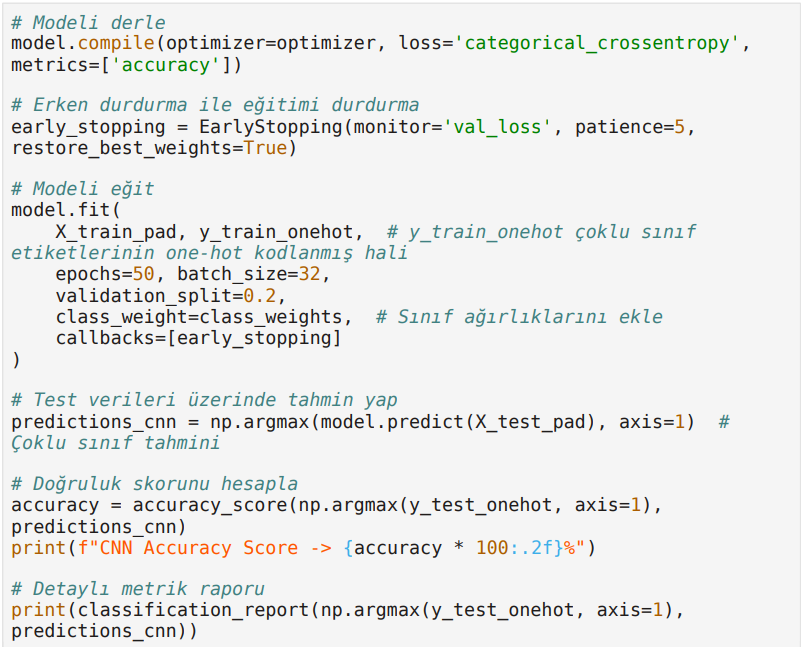 # Modeli derle
model.compile(optimizer=optimizer, loss='categorical_crossentropy',
metrics=['accuracy'])
# Erken durdurma ile eğitimi durdurma
early_stopping = EarlyStopping(monitor='val_loss', patience=5,
restore_best_weights=True)
# Modeli eğit
model.fit(
    X_train_pad, y_train_onehot,  # y_train_onehot çoklu sınıf
etiketlerinin one-hot kodlanmış hali
    epochs=50, batch_size=32,
    validation_split=0.2,
    class_weight=class_weights,  # Sınıf ağırlıklarını ekle
    callbacks=[early_stopping]
)
# Test verileri üzerinde tahmin yap
predictions_cnn = np.argmax(model.predict(X_test_pad), axis=1)  #
Çoklu sınıf tahmini
# Doğruluk skorunu hesapla
accuracy = accuracy_score(np.argmax(y_test_onehot, axis=1),
predictions_cnn)
print(f"CNN Accuracy Score -> {accuracy * 100:.2f}%")
# Detaylı metrik raporu
print(classification_report(np.argmax(y_test_onehot, axis=1),
predictions_cnn))